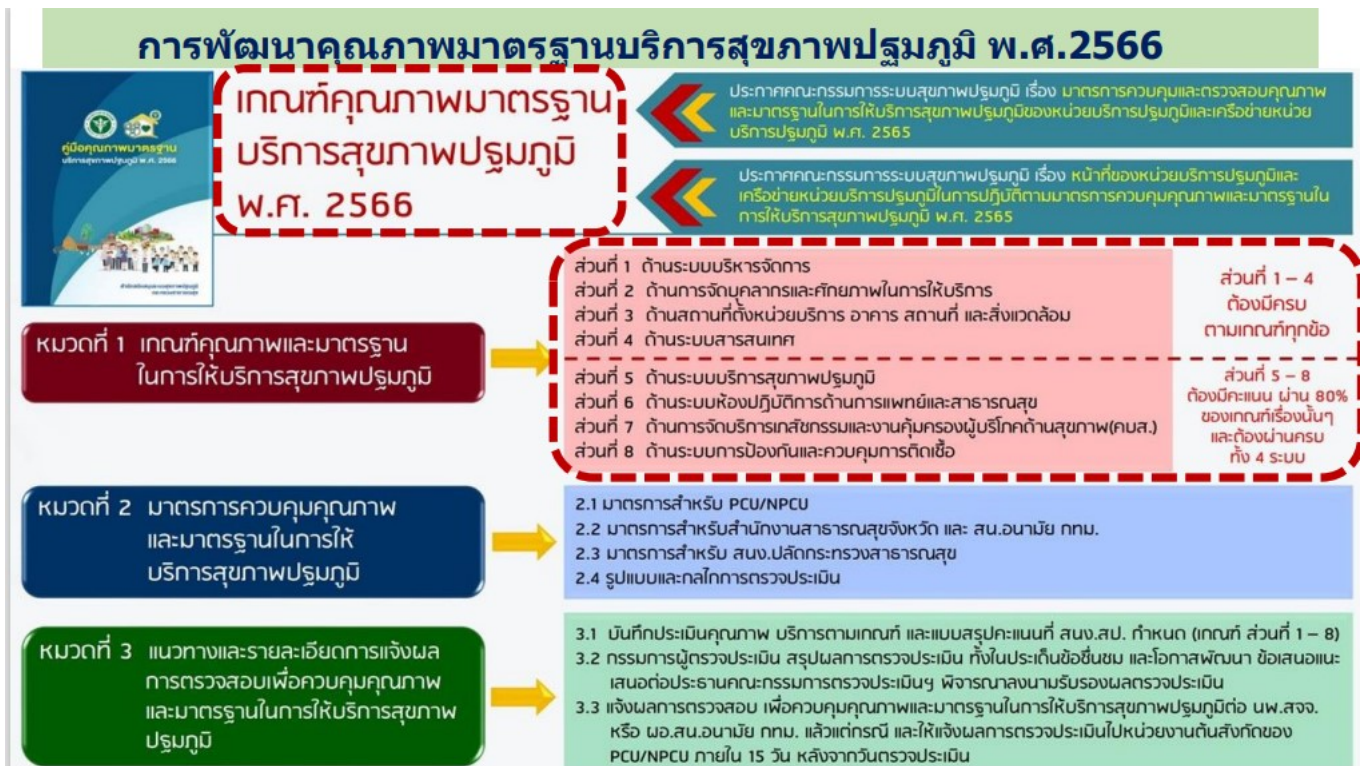 การพัฒนาคุณภาพมาตรฐานบริการสุขภาพปฐมภูมิ พ.ศ.2566
คู่มือคุณภาพมาตรฐาน
บริการสุขภาพปฐมภูมิ พ.ศ. 2566
สำนักสนับสนุนระบบสุขภาพปฐมภูมิ
เกณฑ์คุณภาพมาตรฐาน
บริการสุขภาพปฐมภูมิ
พ.ศ. 2566
ประกาศคณะกรรมการระบบสุขภาพปฐมภูมิ เรื่อง มาตรการควบคุมและตรวจสอบคุณภาพ
และมาตรฐานในการให้บริการสุขภาพปฐมภูมิของหน่วยบริการปฐมภูมิและเครือข่ายหน่วย
บริการปฐมภูมิ พ.ศ. 2565
ประกาศคณะกรรมการระบบสุขภาพปฐมภูมิ เรื่อง หน้าที่ของหน่วยบริการปฐมภูมิและ
เครือข่ายหน่วยบริการปฐมภูมิในการปฏิบัติตามมาตรการควบคุมคุณภาพและมาตรฐานใน
การให้บริการสุขภาพปฐมภูมิ พ.ศ. 2565
หมวดที่ 1 เกณฑ์คุณภาพและมาตรฐาน
ในการให้บริการสุขภาพปฐมภูมิ
ส่วนที่ 1 ด้านระบบบริหารจัดการ
ส่วนที่ 2 ด้านการจัดบุคลากรและศักยภาพในการให้บริการ
ส่วนที่ 3 ด้านสถานที่ตั้งหน่วยบริการ อาคาร สถานที่ และสิ่งแวดล้อม
ส่วนที่ 4 ด้านระบบสารสนเทศ
ส่วนที่ 1 – 4
ต้องมีครบ
ตามเกณฑ์ทุกข้อ
ส่วนที่ 5 ด้านระบบบริการสุขภาพปฐมภูมิ
ส่วนที่ 6 ด้านระบบห้องปฏิบัติการด้านการแพทย์และสาธารณสุข
ส่วนที่ 7 ด้านการจัดบริการเภสัชกรรมและงานคุ้มครองผู้บริโภคด้านสุขภาพ(คบส.)
ส่วนที่ 8 ด้านระบบการป้องกันและควบคุมการติดเชื้อ
ส่วนที่ 5 – 8
ต้องมีคะแนน ผ่าน 80%
ของเกณฑ์เรื่องนั้นๆ
และต้องผ่านครบ
ทั้ง 4 ระบบ
หมวดที่ 2 มาตรการควบคุมคุณภาพ
และมาตรฐานในการให้
บริการสุขภาพปฐมภูมิ
2.1 มาตรการสำหรับ PCU/NPCU
2.2 มาตรการสำหรับสำนักงานสาธารณสุขจังหวัด และ สน.อนามัย กทม.
2.3 มาตรการสำหรับ สนง.ปลัดกระทรวงสาธารณสุข
2.4 รูปแบบและกลไกการตรวจประเมิน
หมวดที่ 3 แนวทางและรายละเอียดการแจ้งผล
การตรวจสอบเพื่อควบคุมคุณภาพ
และมาตรฐานในการให้บริการสุขภาพ
ปฐมภูมิ
3.1 บันทึกประเมินคุณภาพ บริการตามเกณฑ์ และแบบสรุปคะแนนที่ สนง.สป. กำหนด (เกณฑ์ ส่วนที่ 1 – 8)
3.2 กรรมการผู้ตรวจประเมิน สรุปผลการตรวจประเมิน ทั้งในประเด็นข้อชื่นชม และโอกาสพัฒนา ข้อเสนอแนะ
เสนอต่อประธานคณะกรรมการตรวจประเมินฯ พิจารณาลงนามรับรองผลตรวจประเมิน
3.3 แจ้งผลการตรวจสอบ เพื่อควบคุมคุณภาพและมาตรฐานในการให้บริการสุขภาพปฐมภูมิต่อ นพ.สจจ.
หรือ ผอ.สน.อนามัย กทม. แล้วแต่กรณี และให้แจ้งผลการตรวจประเมินไปหน่วยงานต้นสังกัดของ
PCU/NPCU ภายใน 15 วัน หลังจากวันตรวจประเมิน